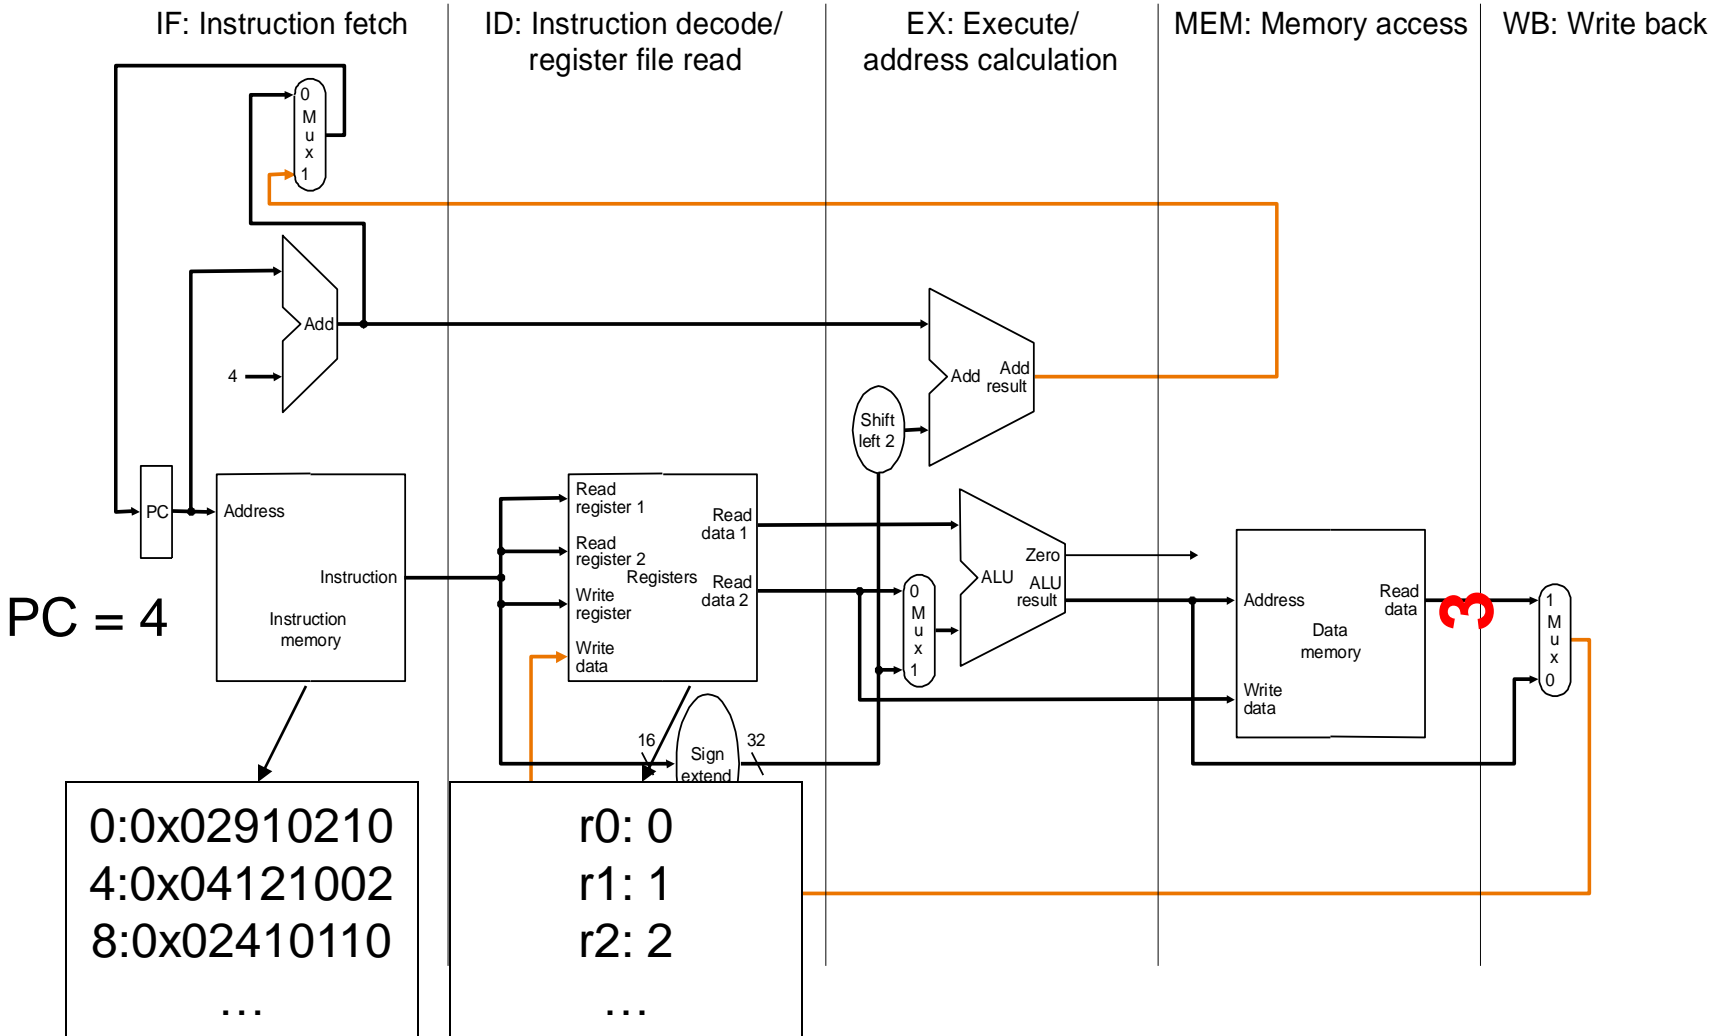 IF: Instruction fetch
ID: Instruction decode/
register file read
EX: Execute/
address calculation
MEM: Memory access
WB: Write back
0
M
u
x
1
Add
4
Add
Add
result
Shift
left 2
PC
Address
Instruction
Instruction
memory
Read
register 1
Read
register 2
Write
register
Write
data
Registers
Read
data 1
Read
data 2
0
M
u
x
1
Zero
ALU
ALU
result
Address
Read
data
Data
memory
Write
data
3
1
M
u
x
0
16
32
Sign
extend
PC = 4
0:0x02910210
4:0x04121002
8:0x02410110
…
r0: 0
r1: 1
r2: 2
…